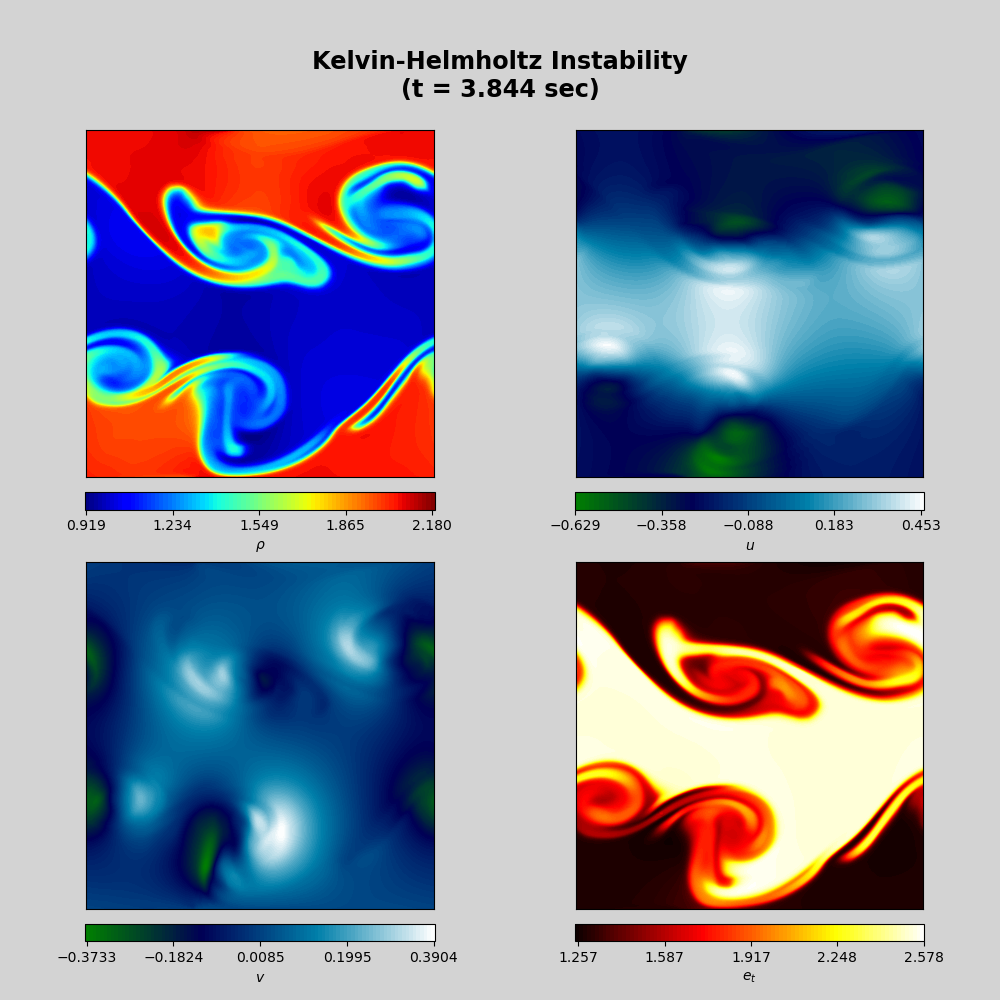 Kelvin-Helmholtz Instability
(t = 3.844 sec)
0.919 1.234 1.549 1.865 2.180
ρ
−0.629 −0.358 −0.088 0.183 0.453
u
−0.3733 −0.1824 0.0085 0.1995 0.3904
v
1.257 1.587 1.917 2.248 2.578
eₜ